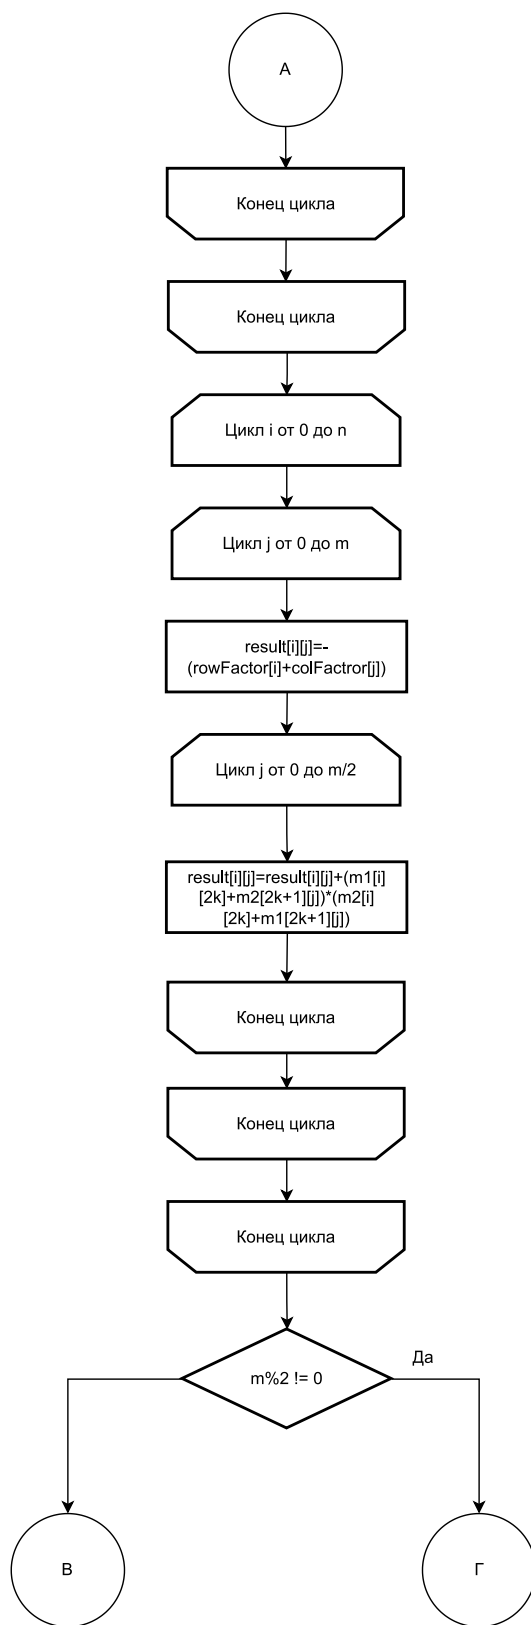 А
Конец цикла
Конец цикла
Цикл i от 0 до n
Цикл j от 0 до m
result[i][j]=-
(rowFactor[i]+colFactror[j])
Цикл j от 0 до m/2
result[i][j]=result[i][j]+(m1[i]
[2k]+m2[2k+1][j])*(m2[i]
[2k]+m1[2k+1][j])
Конец цикла
Конец цикла
Конец цикла
Да
m%2 != 0
В
Г